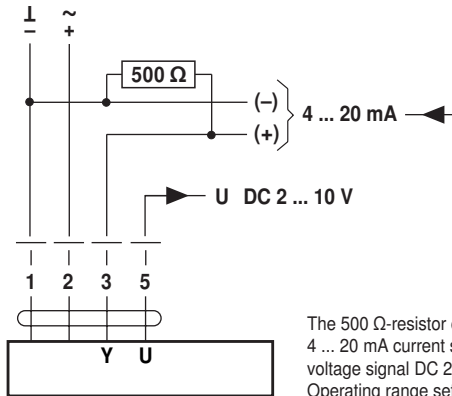 ⊥ ~
– +
500 Ω
(–)
(+)
4 ... 20 mA
U DC 2 ... 10 V
1 2 3 5
Y U
The 500 Ω-resistor
4 ... 20 mA current
voltage signal DC 2
Operating range